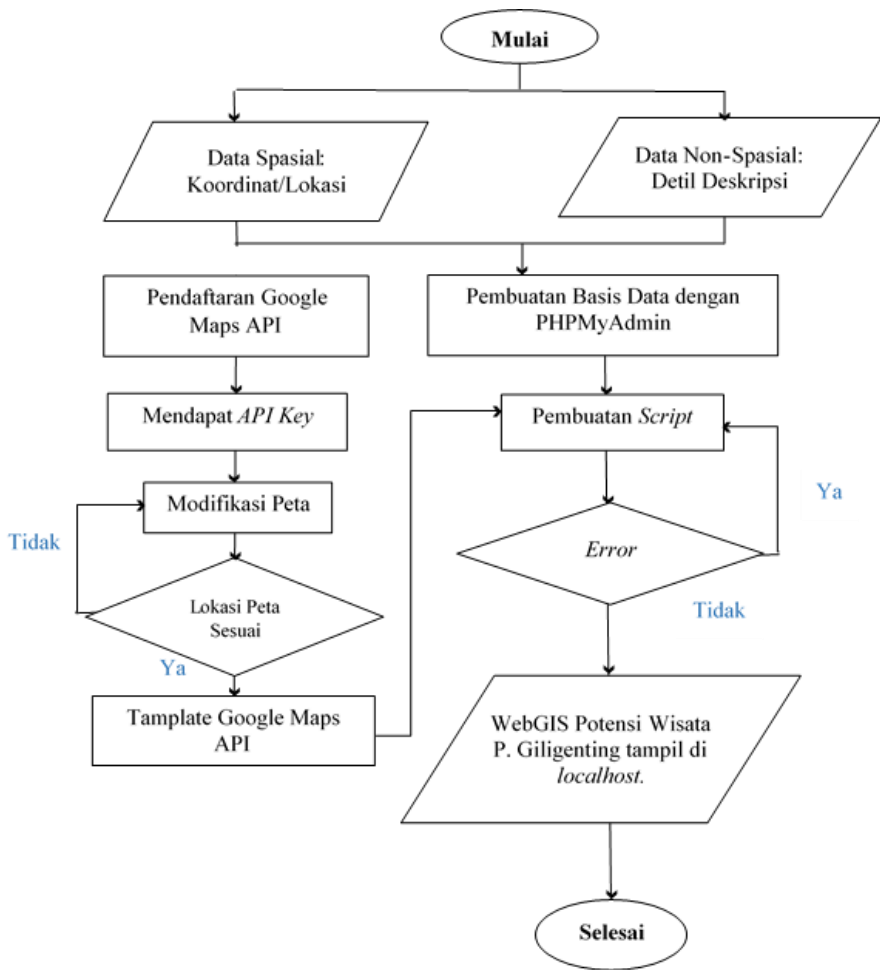 Mulai
Data Spasial:
Koordinat/Lokasi
Data Non-Spasial:
Detil Deskripsi
Pendaftaran Google
Maps API
Pembuatan Basis Data dengan
PHPMyAdmin
Mendapat API Key
Pembuatan Script
Modifikasi Peta
Ya
Tidak
Error
Lokasi Peta
Sesuai
Tidak
Ya
Tamplate Google Maps
API
WebGIS Potensi Wisata
P. Giligenting tampil di
localhost.
Selesai